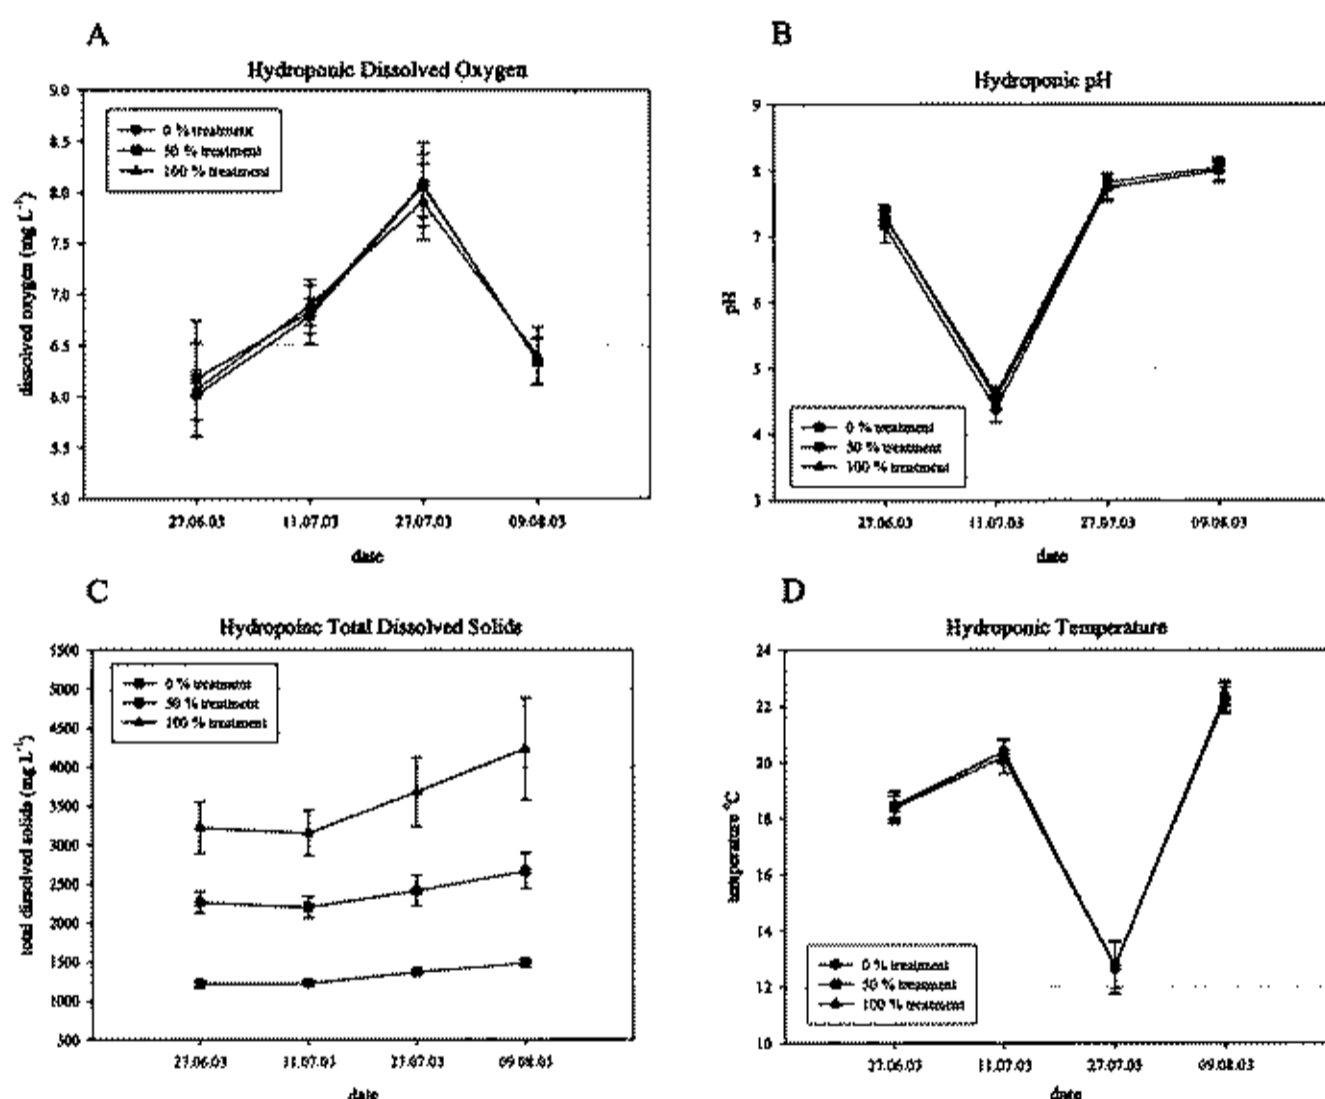 A
Hydroponic Dissolved Oxygen
9.0
8.5
8.0
7.5
7.0
6.5
6.0
5.5
5.0
0 % treatment
50 % treatment
100 % treatment
dissolved oxygen (mg L⁻¹)
27.06.03 11.07.03 27.07.03 09.08.03
date
B
Hydroponic pH
9
8
7
6
5
4
3
0 % treatment
50 % treatment
100 % treatment
pH
27.06.03 11.07.03 27.07.03 09.08.03
date
C
Hydropoinc Total Dissolved Solids
5500
5000
4500
4000
3500
3000
2500
2000
1500
1000
500
0 % treatment
50 % treatment
100 % treatment
total dissolved solids (mg L⁻¹)
27.06.03 11.07.03 27.07.03 09.08.03
date
D
Hydroponic Temperature
24
22
20
18
16
14
12
10
0 % treatment
50 % treatment
100 % treatment
temperature °C
27.06.03 11.07.03 27.07.03 09.08.03
date